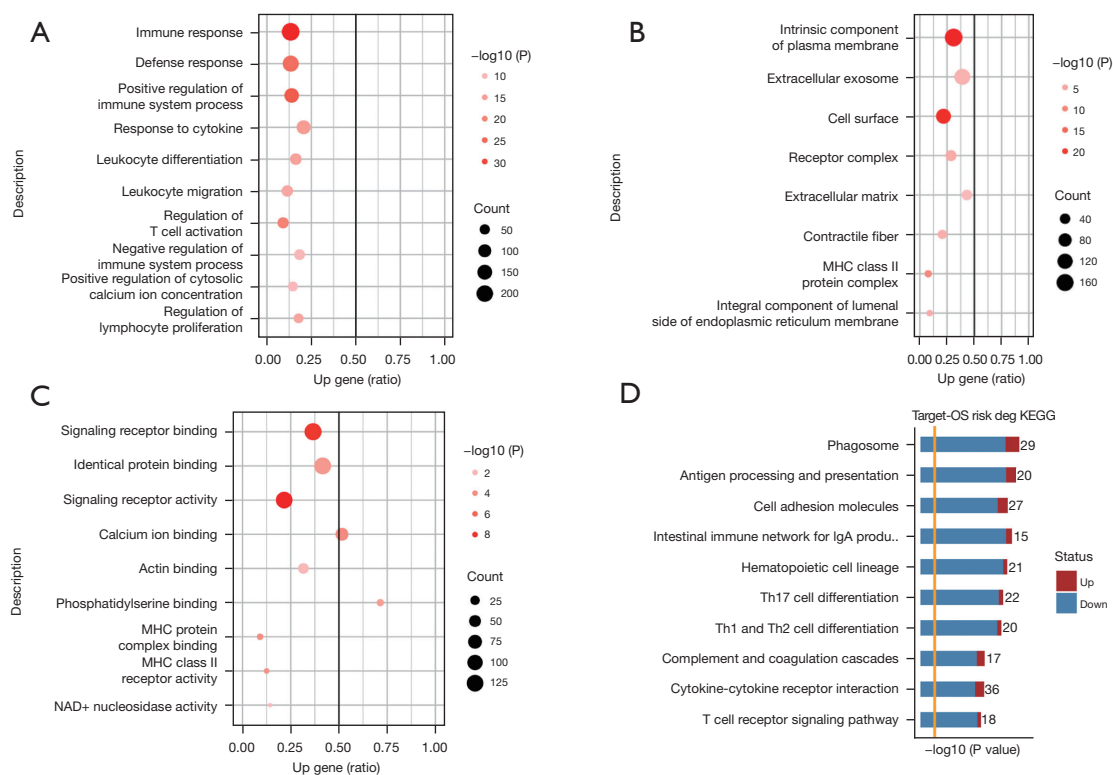 A
Immune response
Defense response
Positive regulation of
immune system process
Response to cytokine
Leukocyte differentiation
Leukocyte migration
Regulation of
T cell activation
Negative regulation of
immune system process
Positive regulation of cytosolic
calcium ion concentration
Regulation of
lymphocyte proliferation
Description
0.00 0.25 0.50 0.75 1.00
Up gene (ratio)
−log10 (P)
10
15
20
25
30
Count
50
100
150
200
B
Intrinsic component
of plasma membrane
Extracellular exosome
Cell surface
Receptor complex
Extracellular matrix
Contractile fiber
MHC class II
protein complex
Integral component of lumenal
side of endoplasmic reticulum membrane
Description
0.00 0.25 0.50 0.75 1.00
Up gene (ratio)
−log10 (P)
5
10
15
20
Count
40
80
120
160
C
Signaling receptor binding
Identical protein binding
Signaling receptor activity
Calcium ion binding
Actin binding
Phosphatidylserine binding
MHC protein
complex binding
MHC class II
receptor activity
NAD+ nucleosidase activity
Description
0.00 0.25 0.50 0.75 1.00
Up gene (ratio)
−log10 (P)
2
4
6
8
Count
25
50
75
100
125
D
Target-OS risk deg KEGG
Phagosome 29
Antigen processing and presentation 20
Cell adhesion molecules 27
Intestinal immune network for IgA produ.. 15
Hematopoietic cell lineage 21
Th17 cell differentiation 22
Th1 and Th2 cell differentiation 20
Complement and coagulation cascades 17
Cytokine-cytokine receptor interaction 36
T cell receptor signaling pathway 18
−log10 (P value)
Status
Up
Down